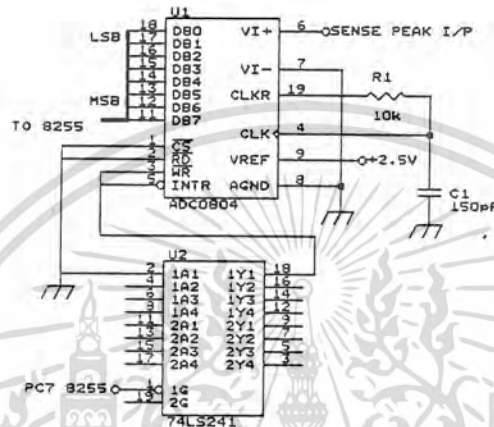 U1
LSB
18 DB0 VI+ 6 SENSE PEAK I/P
17 DB1
16 DB2
15 DB3 VI- 7
14 DB4
13 DB5 CLKR 19 R1
MSB
12 DB6 10k
11 DB7 CLK 4
TO 8255
1 CS VREF 9 +2.5V
2 RD
3 WR AGND 8
INTR
ADC0804
C1
150pF
U2
2 1A1 1Y1 18
4 1A2 1Y2 16
1A3 1Y3 14
1A4 1Y4 12
11 2A1 2Y1 9
13 2A2 2Y2 7
15 2A3 2Y3 5
17 2A4 2Y4 3
PC7 8255 1 1G
19 2G
74LS241